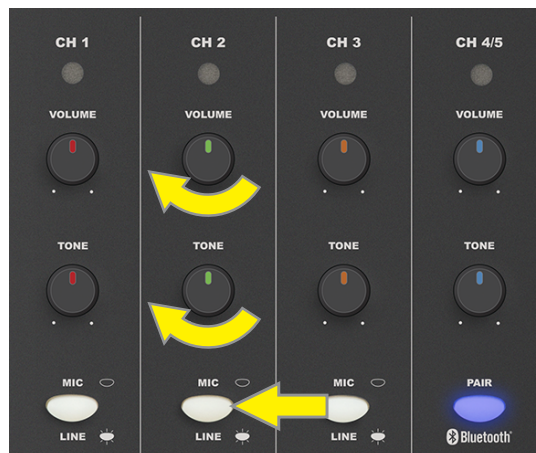 CH 1 CH 2 CH 3 CH 4/5
VOLUME VOLUME VOLUME VOLUME
TONE TONE TONE TONE
MIC MIC MIC PAIR
LINE LINE LINE Bluetooth